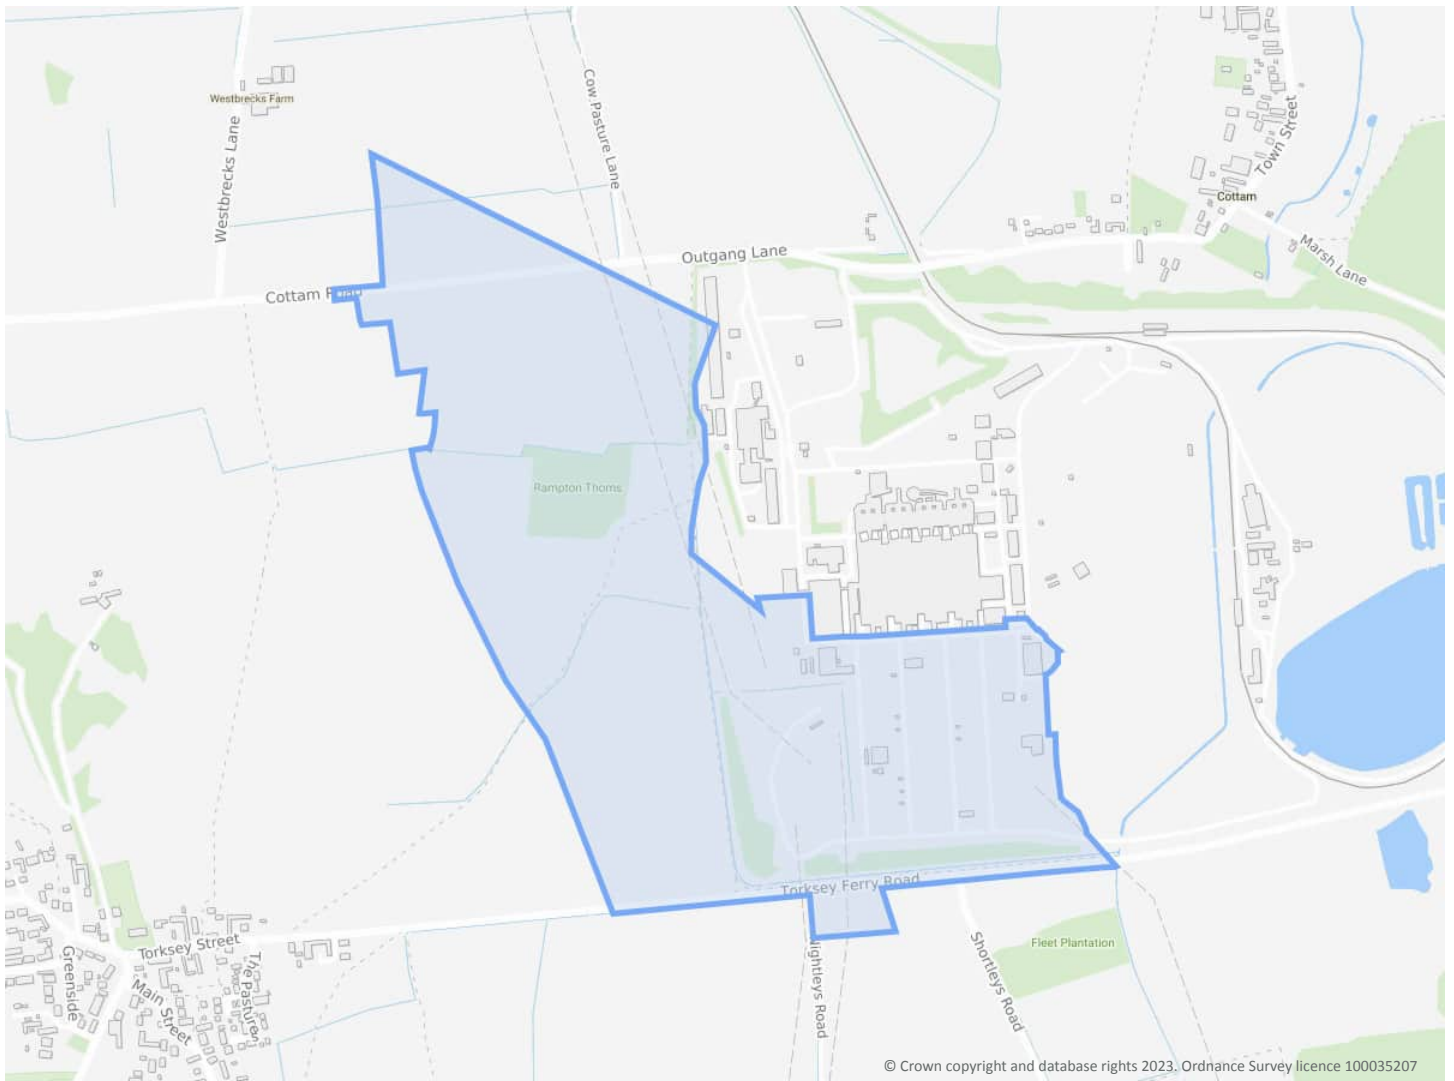 Westbrecks Farm
Cow Pasture Lane
Westbrecks Lane
Town Street
Cottam
Marsh Lane
Outgang Lane
Cottam Road
Rampton Thorns
Torksey Ferry Road
Torksey Street
Greenside
Main Street
The Pastures
Nightleys Road
Shortleys Road
Fleet Plantation
© Crown copyright and database rights 2023. Ordnance Survey licence 100035207